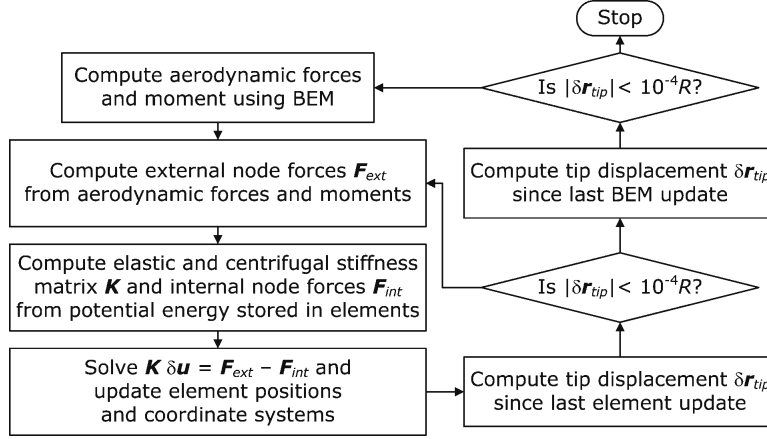 Stop
Compute aerodynamic forces
and moment using BEM
Is |δr_tip| < 10⁻⁴R?
Compute external node forces F_ext
from aerodynamic forces and moments
Compute tip displacement δr_tip
since last BEM update
Compute elastic and centrifugal stiffness
matrix K and internal node forces F_int
from potential energy stored in elements
Is |δr_tip| < 10⁻⁴R?
Solve K δu = F_ext – F_int and
update element positions
and coordinate systems
Compute tip displacement δr_tip
since last element update